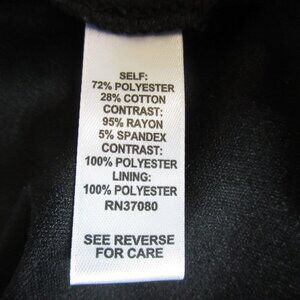 SELF:
72% POLYESTER
28% COTTON
CONTRAST:
95% RAYON
5% SPANDEX
CONTRAST:
100% POLYESTER
LINING:
100% POLYESTER
RN37080
SEE REVERSE
FOR CARE